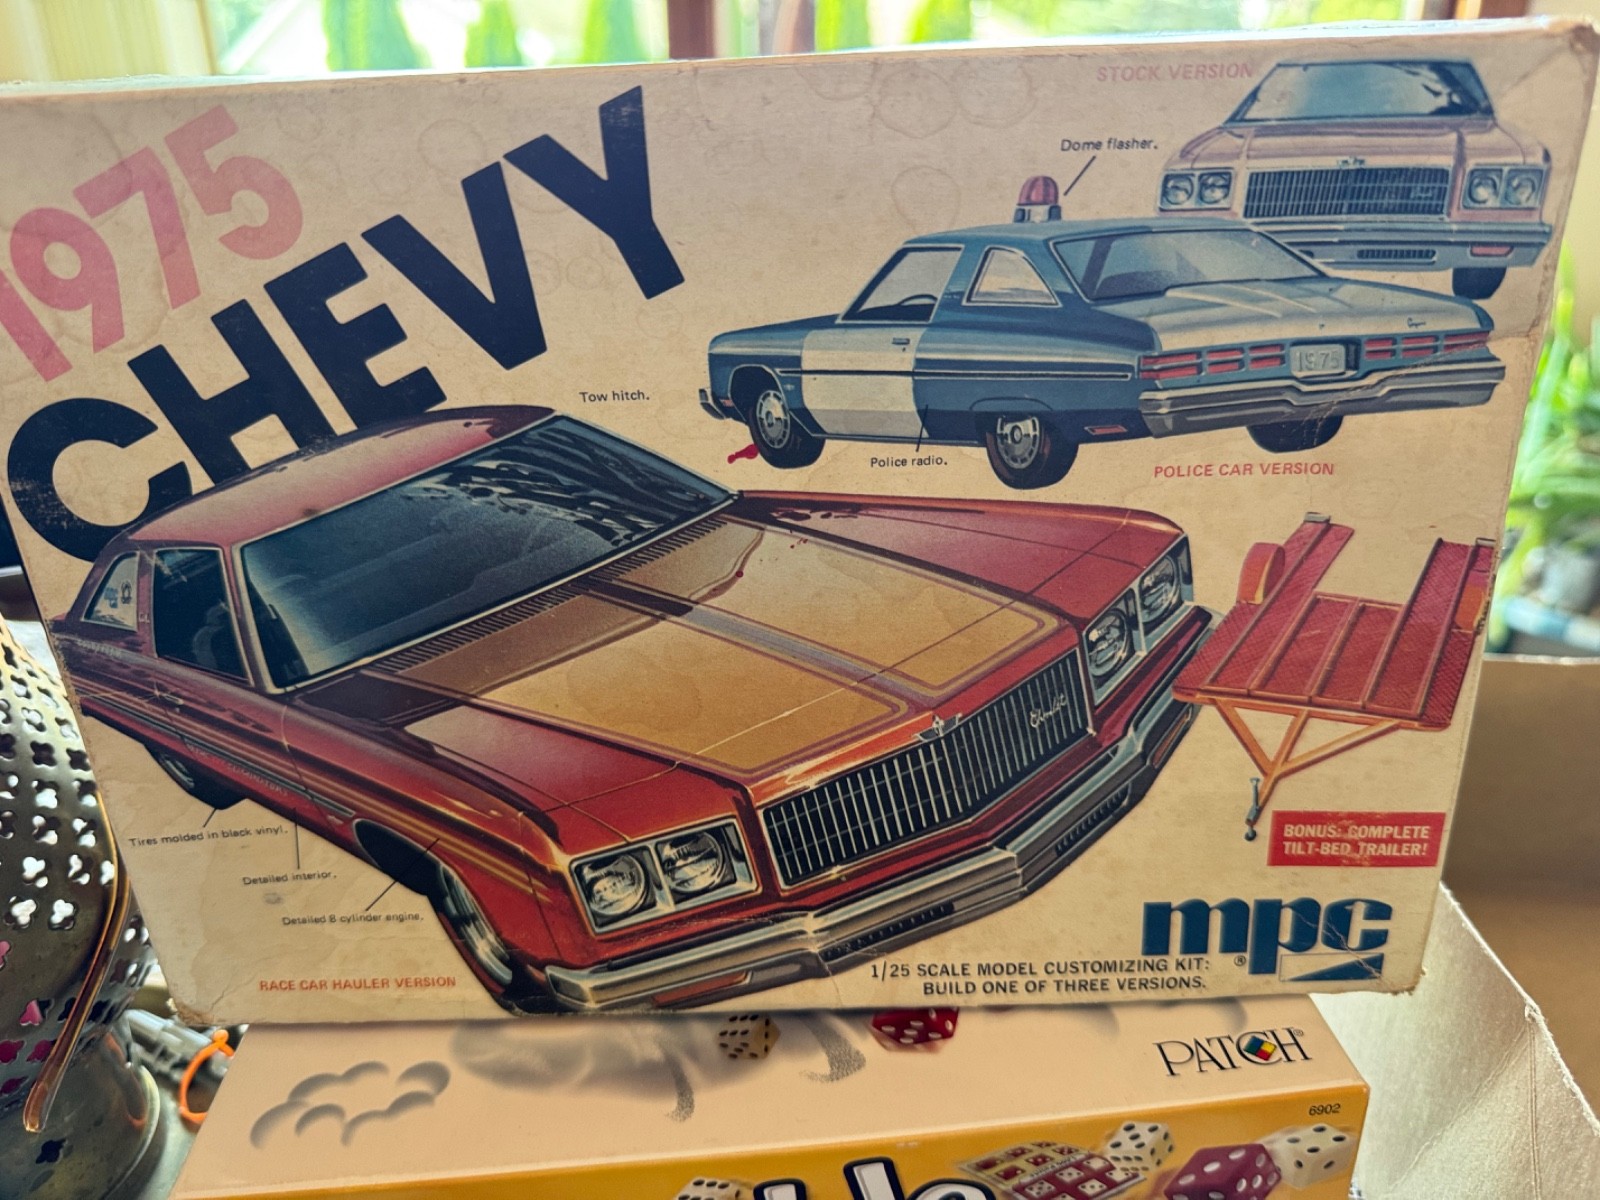 1975
CHEVY
STOCK VERSION
Dome flasher.
Tow hitch.
1975
Police radio.
POLICE CAR VERSION
mpc
Chevrolet
Tires molded in black vinyl.
Detailed interior.
Detailed 8 cylinder engine.
RACE CAR HAULER VERSION
BONUS: COMPLETE
TILT-BED TRAILER!
mpc
®
1/25 SCALE MODEL CUSTOMIZING KIT:
BUILD ONE OF THREE VERSIONS.
PATCH®
6902